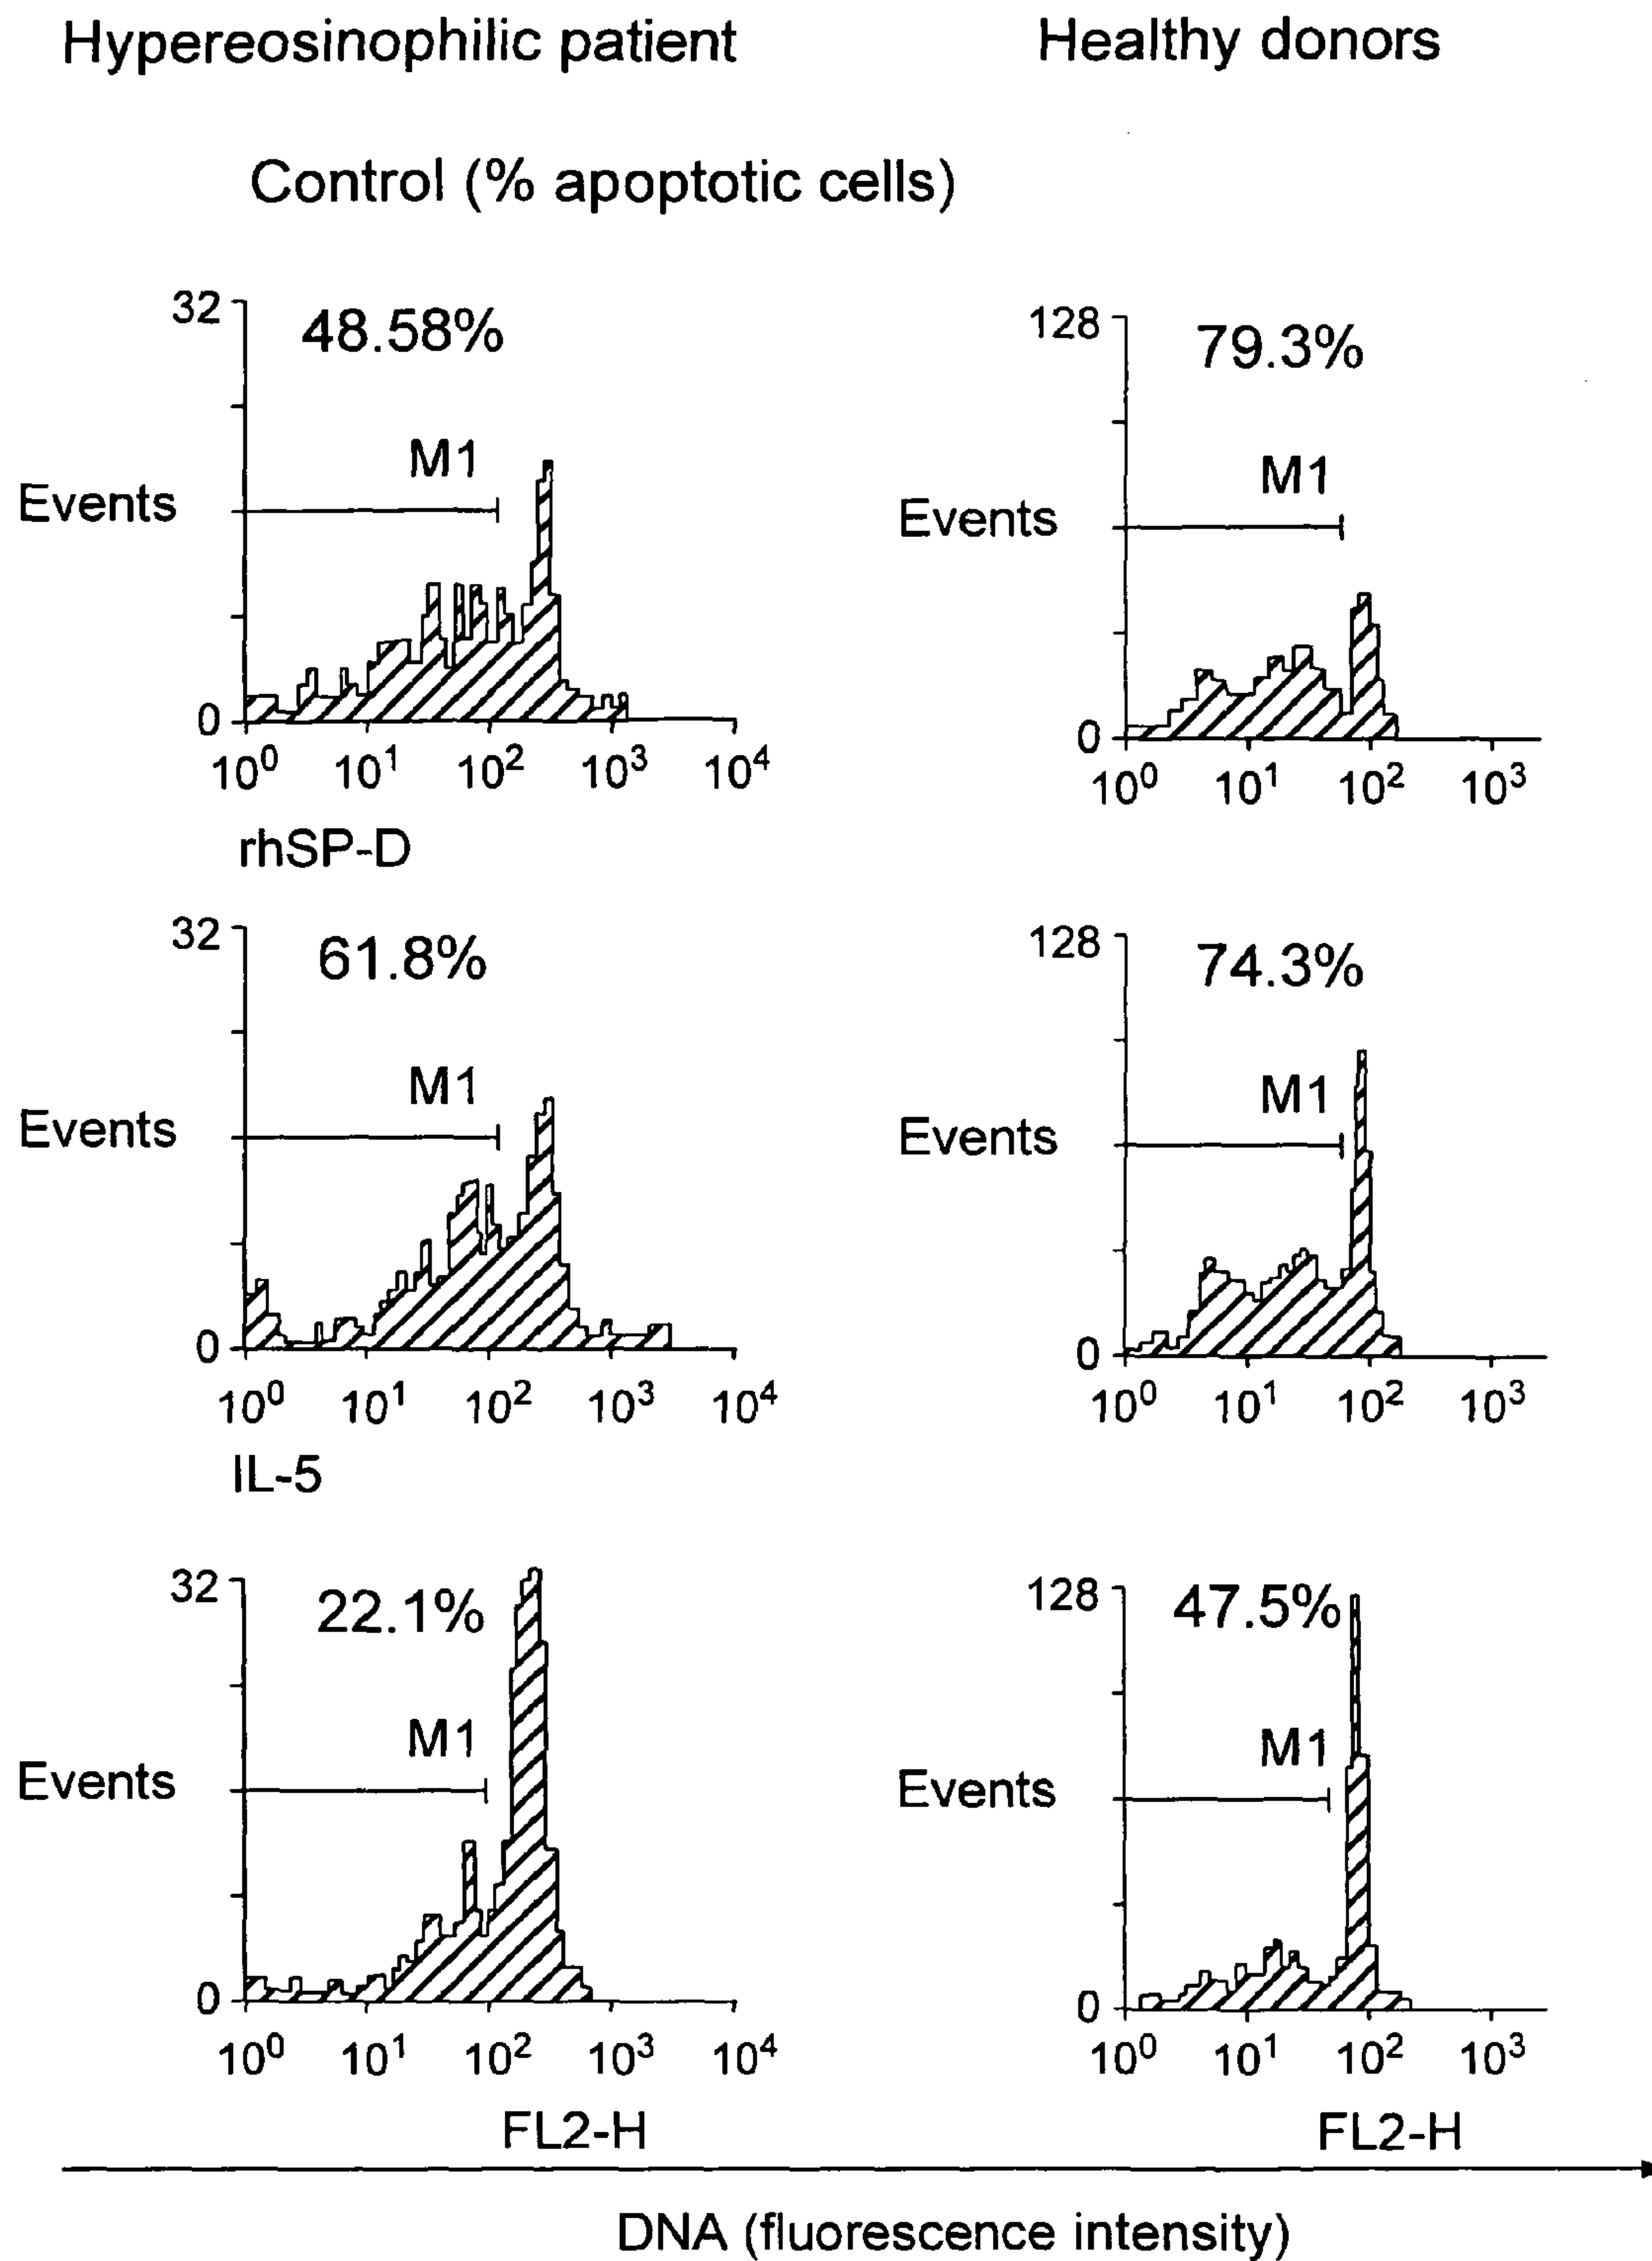 Hypereosinophilic patient
Healthy donors
Control (% apoptotic cells)
32
48.58%
M1
Events
0
10⁰ 10¹ 10² 10³ 10⁴
128
79.3%
M1
Events
0
10⁰ 10¹ 10² 10³
rhSP-D
32
61.8%
M1
Events
0
10⁰ 10¹ 10² 10³ 10⁴
128
74.3%
M1
Events
0
10⁰ 10¹ 10² 10³
IL-5
32
22.1%
M1
Events
0
10⁰ 10¹ 10² 10³ 10⁴
FL2-H
128
47.5%
M1
Events
0
10⁰ 10¹ 10² 10³
FL2-H
DNA (fluorescence intensity)